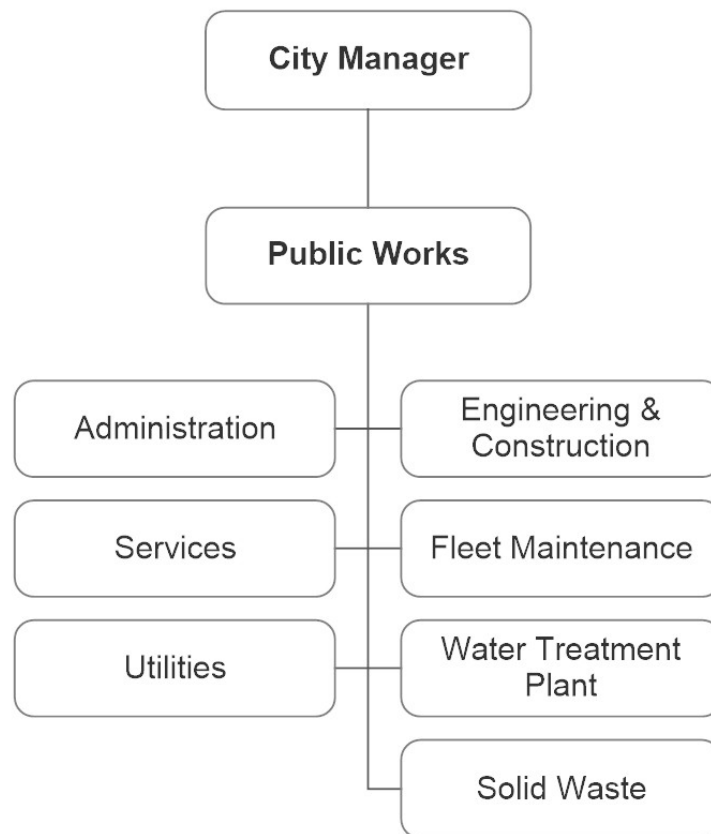 City Manager
Public Works
Administration
Engineering &
Construction
Services
Fleet Maintenance
Utilities
Water Treatment
Plant
Solid Waste